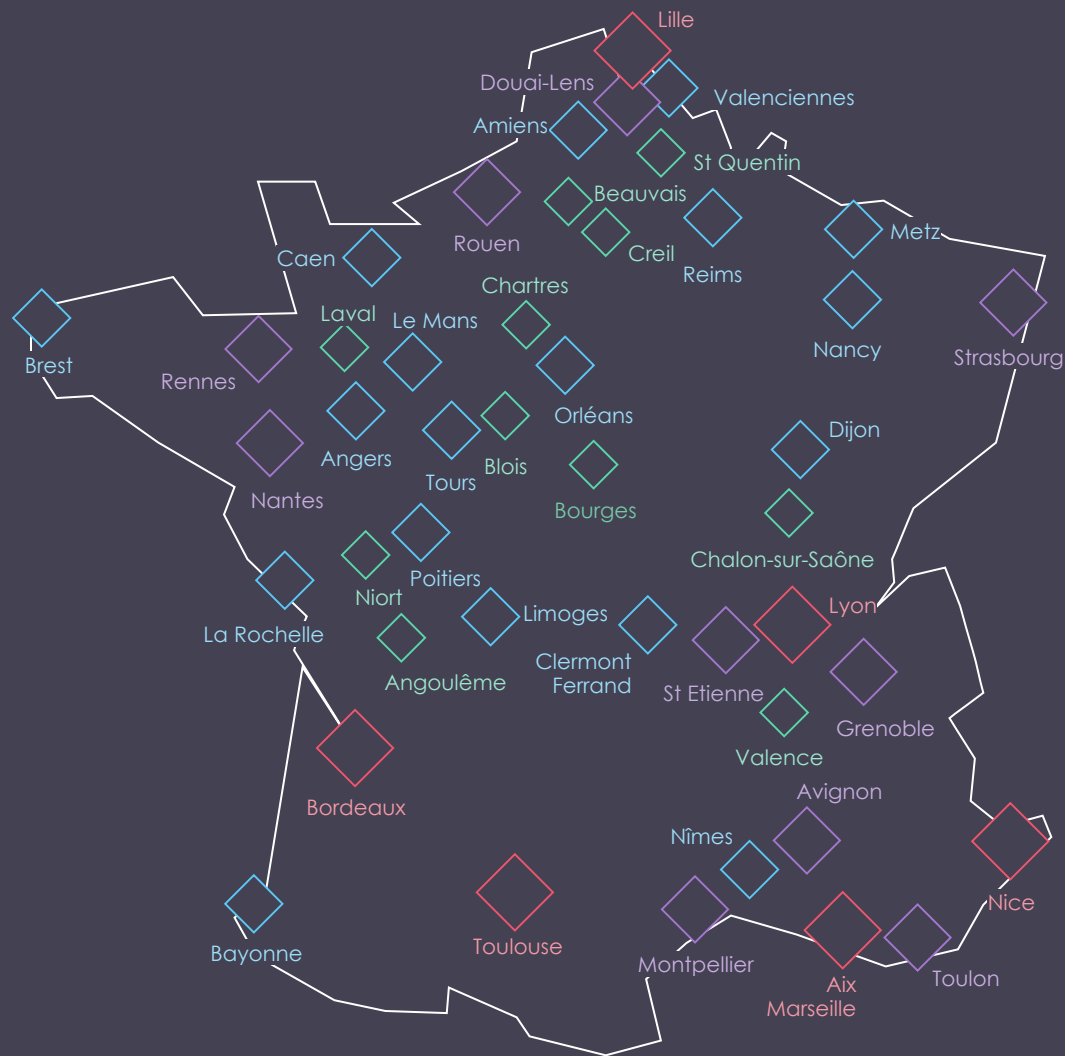 Lille
Douai-Lens
Valenciennes
Amiens
St Quentin
Beauvais
Rouen
Metz
Creil
Caen
Reims
Chartres
Laval
Le Mans
Nancy
Strasbourg
Brest
Rennes
Orléans
Dijon
Angers
Blois
Tours
Nantes
Bourges
Chalon-sur-Saône
Poitiers
Niort
Lyon
Limoges
La Rochelle
Clermont
Ferrand
Angoulême
St Etienne
Grenoble
Valence
Avignon
Bordeaux
Nîmes
Nice
Toulouse
Bayonne
Montpellier
Toulon
Aix
Marseille